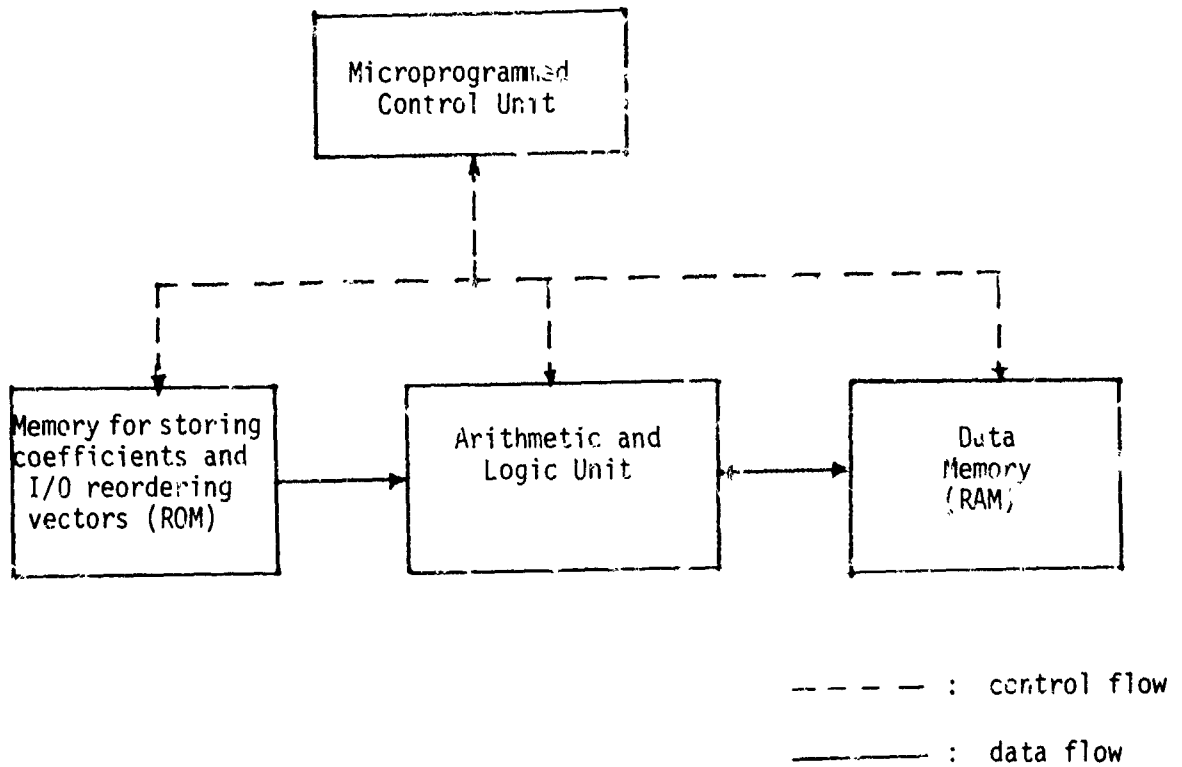 Microprogrammed
Control Unit
Memory for storing
coefficients and
I/O reordering
vectors (ROM)
Arithmetic and
Logic Unit
Data
Memory
(RAM)
: control flow
: data flow